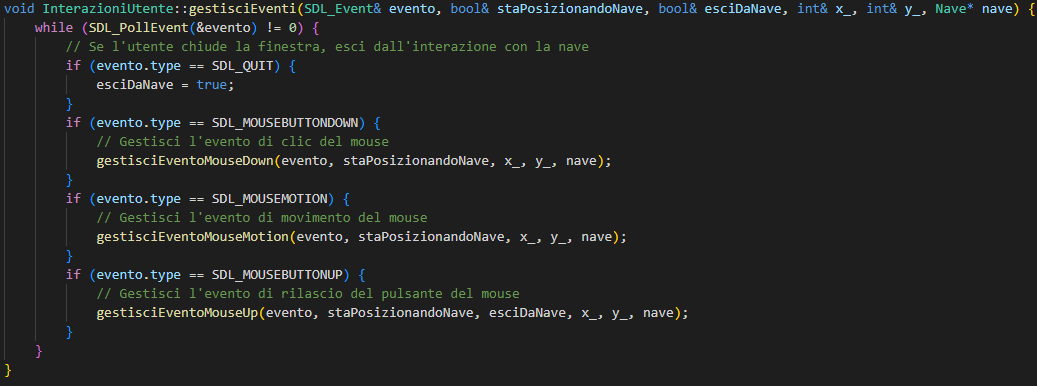 void InterazioniUtente::gestisciEventi(SDL_Event& evento, bool& staPosizionandoNave, bool& esciDaNave, int& x_, int& y_, Nave* nave) {
    while (SDL_PollEvent(&evento) != 0) {
        // Se l'utente chiude la finestra, esci dall'interazione con la nave
        if (evento.type == SDL_QUIT) {
            esciDaNave = true;
        }
        if (evento.type == SDL_MOUSEBUTTONDOWN) {
            // Gestisci l'evento di clic del mouse
            gestisciEventoMouseDown(evento, staPosizionandoNave, x_, y_, nave);
        }
        if (evento.type == SDL_MOUSEMOTION) {
            // Gestisci l'evento di movimento del mouse
            gestisciEventoMouseMotion(evento, staPosizionandoNave, x_, y_, nave);
        }
        if (evento.type == SDL_MOUSEBUTTONUP) {
            // Gestisci l'evento di rilascio del pulsante del mouse
            gestisciEventoMouseUp(evento, staPosizionandoNave, esciDaNave, x_, y_, nave);
        }
    }
}